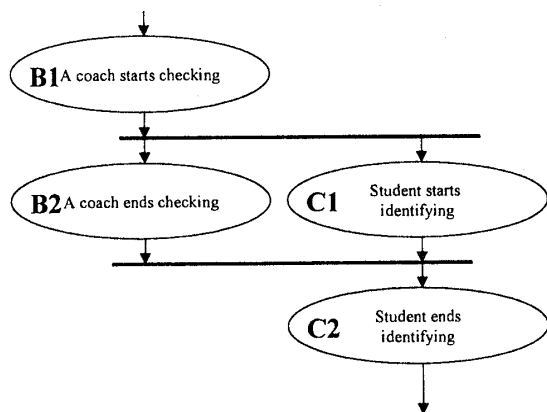 B1 A coach starts checking
B2 A coach ends checking
C1 Student starts
identifying
C2 Student ends
identifying